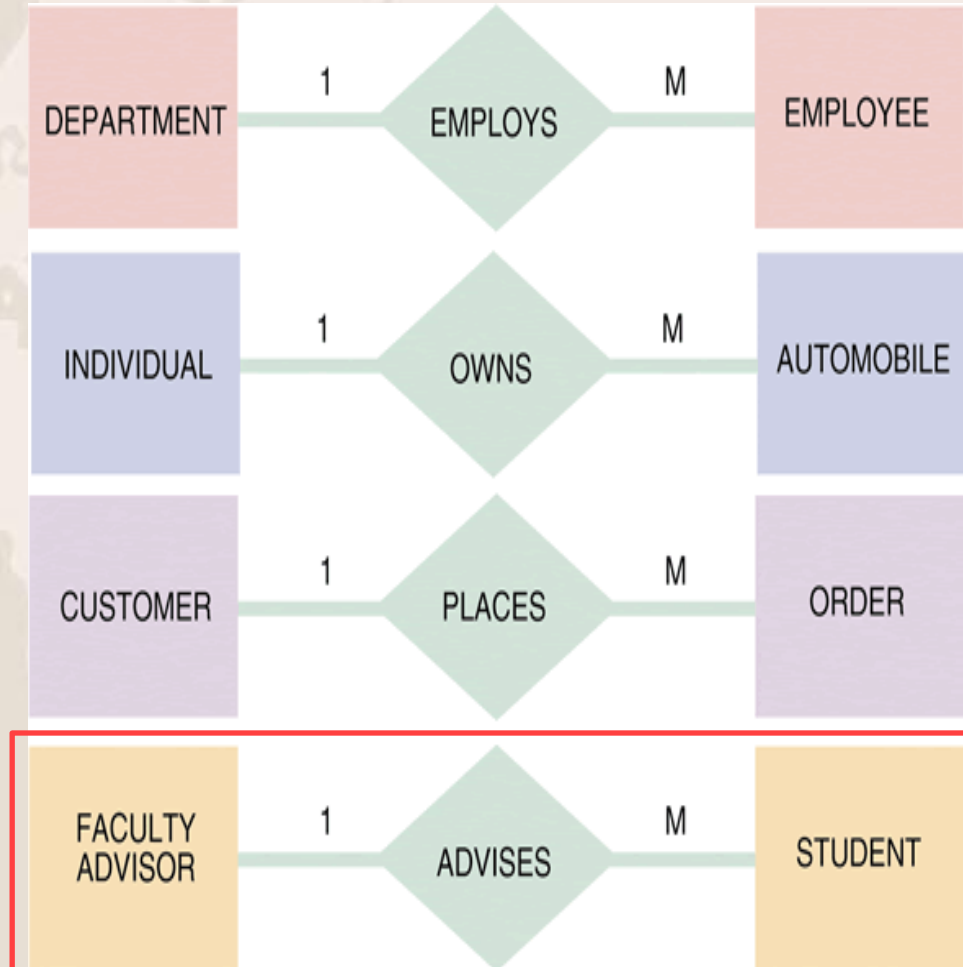 1
M
DEPARTMENT
EMPLOYS
EMPLOYEE
1
M
INDIVIDUAL
OWNS
AUTOMOBILE
1
M
CUSTOMER
PLACES
ORDER
1
M
FACULTY
ADVISOR
ADVISES
STUDENT